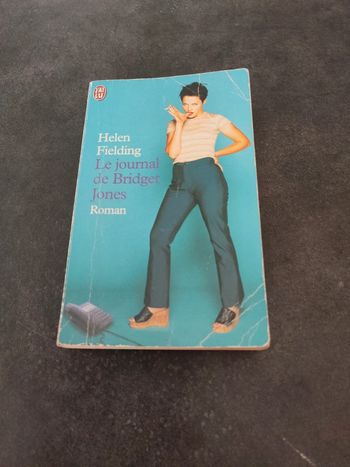 J'AI
LU
Helen
Fielding
Le journal
de Bridget
Jones
Roman